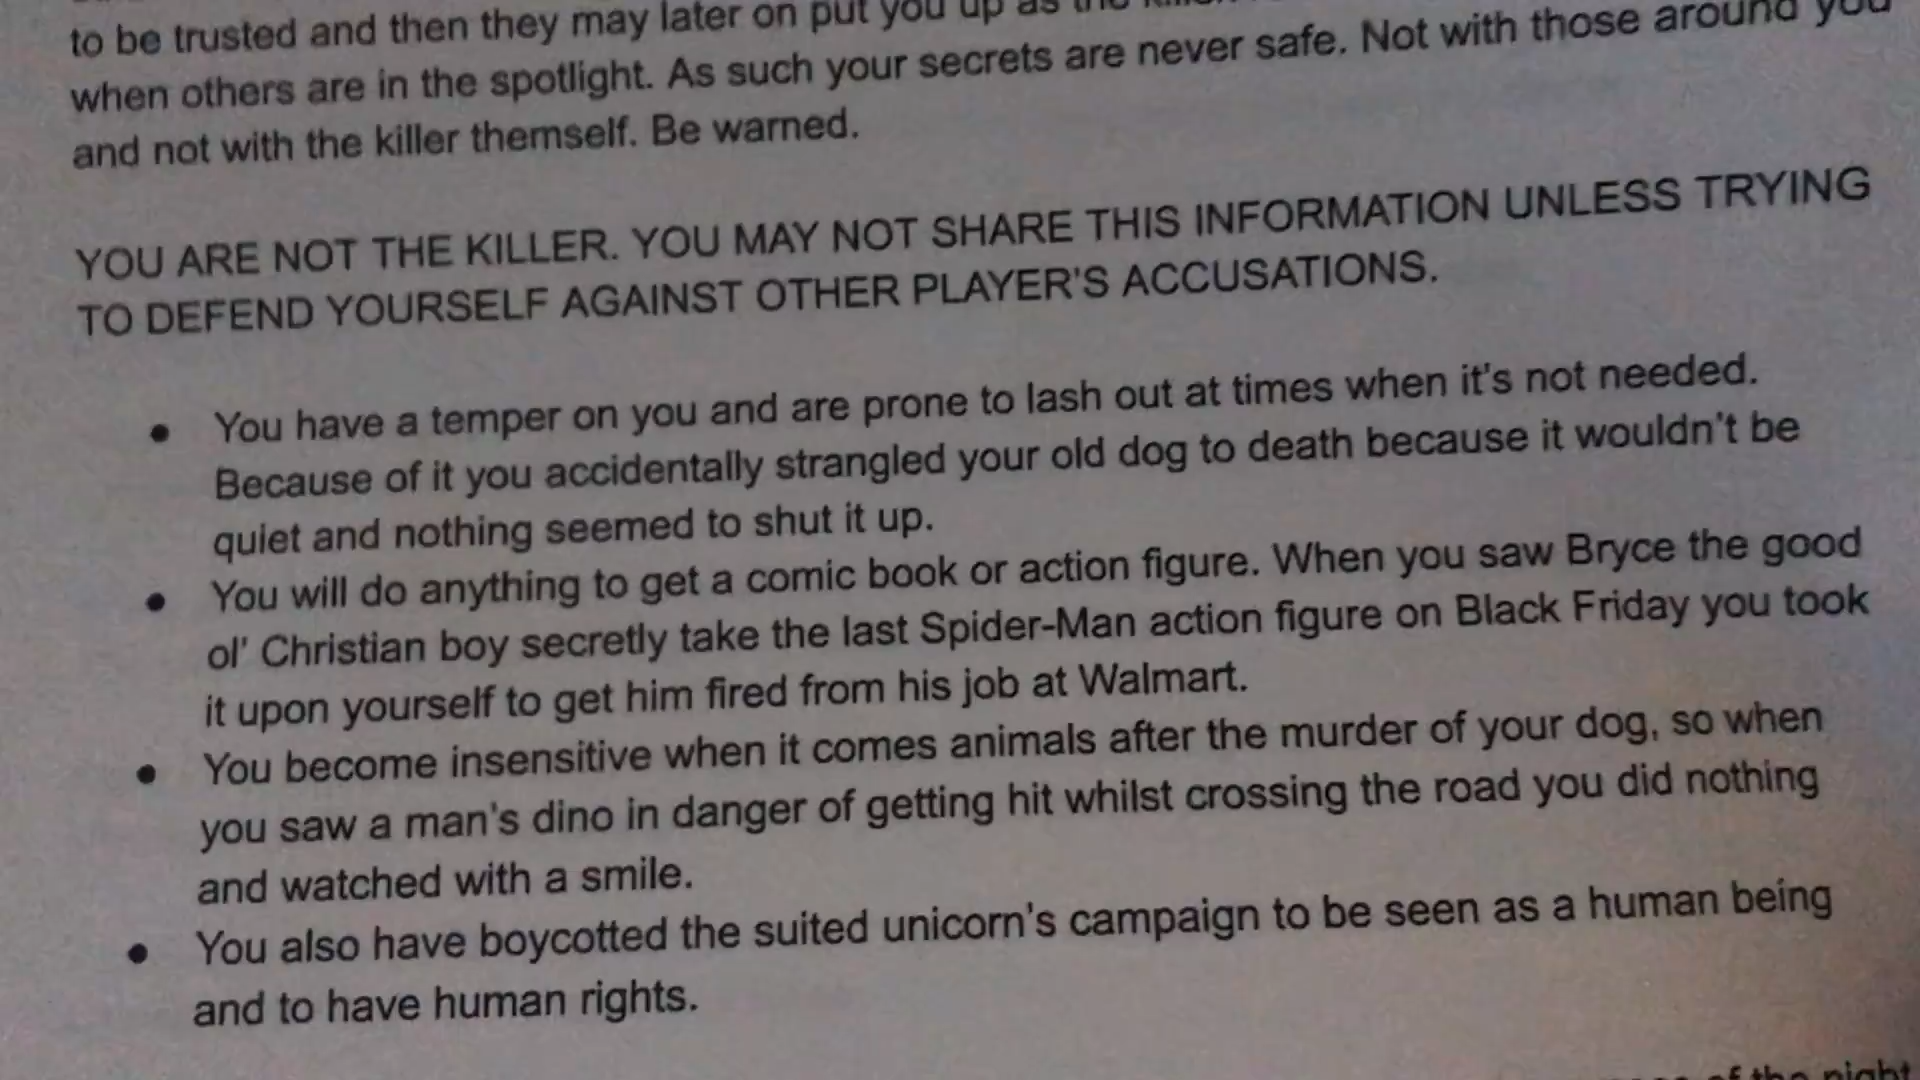 to be trusted and then they may later on put you up as the killer
when others are in the spotlight. As such your secrets are never safe. Not with those around you
and not with the killer themself. Be warned.
YOU ARE NOT THE KILLER. YOU MAY NOT SHARE THIS INFORMATION UNLESS TRYING
TO DEFEND YOURSELF AGAINST OTHER PLAYER'S ACCUSATIONS.
● You have a temper on you and are prone to lash out at times when it's not needed.
Because of it you accidentally strangled your old dog to death because it wouldn't be
quiet and nothing seemed to shut it up.
● You will do anything to get a comic book or action figure. When you saw Bryce the good
ol' Christian boy secretly take the last Spider-Man action figure on Black Friday you took
it upon yourself to get him fired from his job at Walmart.
● You become insensitive when it comes animals after the murder of your dog, so when
you saw a man's dino in danger of getting hit whilst crossing the road you did nothing
and watched with a smile.
● You also have boycotted the suited unicorn's campaign to be seen as a human being
and to have human rights.
of the night